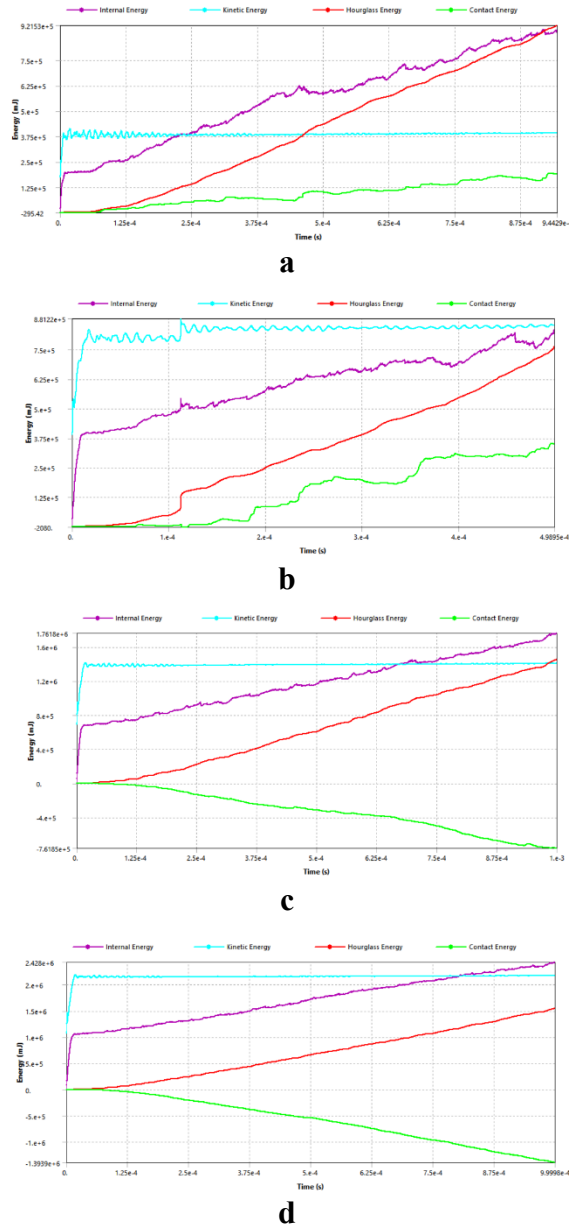 Internal Energy Kinetic Energy Hourglass Energy Contact Energy
9.2153e+5
7.5e+5
6.25e+5
5.e+5
3.75e+5
2.5e+5
1.25e+5
-295.42
Energy (mJ)
0. 1.25e-4 2.5e-4 3.75e-4 5.e-4 6.25e-4 7.5e-4 8.75e-4 9.4429e-4
Time (s)
a
Internal Energy Kinetic Energy Hourglass Energy Contact Energy
8.8122e+5
7.5e+5
6.25e+5
5.e+5
3.75e+5
2.5e+5
1.25e+5
-2080.
Energy (mJ)
0. 1.e-4 2.e-4 3.e-4 4.e-4 4.9895e-4
Time (s)
b
Internal Energy Kinetic Energy Hourglass Energy Contact Energy
1.7618e+6
1.6e+6
1.2e+6
8.e+5
4.e+5
0.
-4.e+5
-7.6185e+5
Energy (mJ)
0. 1.25e-4 2.5e-4 3.75e-4 5.e-4 6.25e-4 7.5e-4 8.75e-4 1.e-3
Time (s)
c
Internal Energy Kinetic Energy Hourglass Energy Contact Energy
2.428e+6
2.e+6
1.5e+6
1.e+6
5.e+5
0.
-5.e+5
-1.e+6
-1.3939e+6
Energy (mJ)
0. 1.25e-4 2.5e-4 3.75e-4 5.e-4 6.25e-4 7.5e-4 8.75e-4 9.9998e-4
Time (s)
d